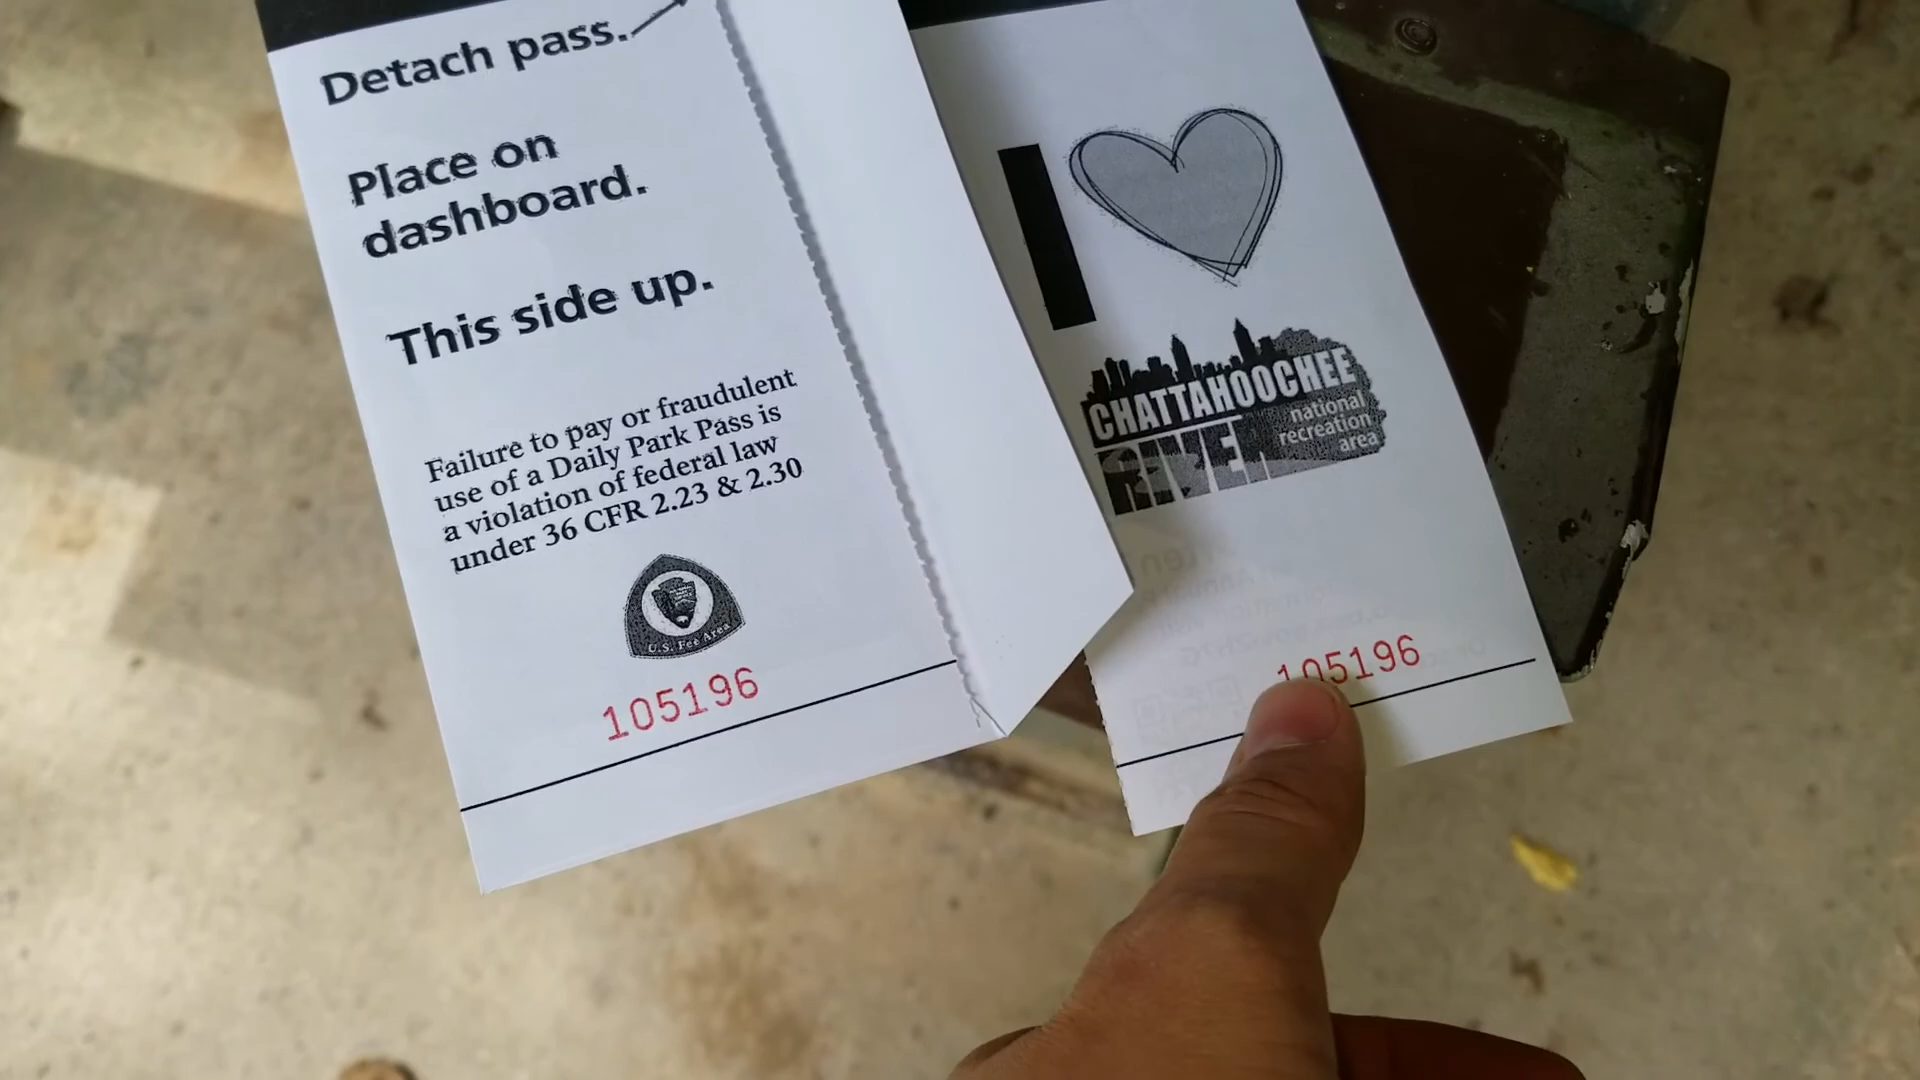 Detach pass.
Place on
dashboard.
This side up.
Failure to pay or fraudulent
use of a Daily Park Pass is
a violation of federal law
under 36 CFR 2.23 & 2.30
U.S. Fee Area
105196
I
CHATTAHOOCHEE
RIVER
national
recreation
area
105196